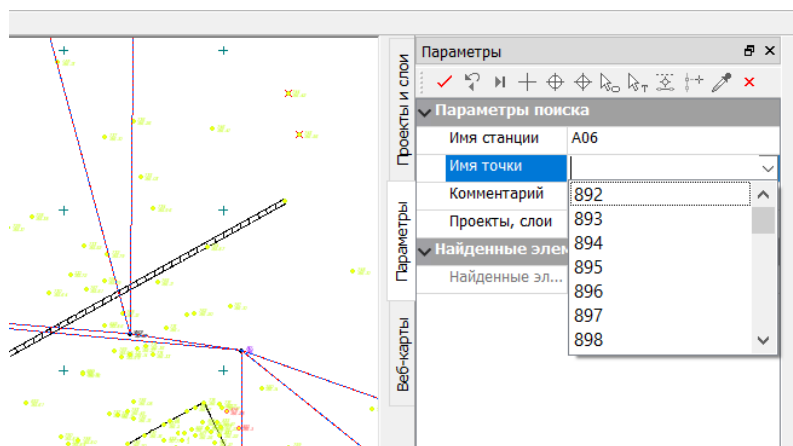 Проекты и слои
Параметры
Веб-карты
Параметры
Параметры поиска
Имя станции A06
Имя точки
Комментарий
Проекты, слои
Найденные элем
Найденные эл...
892
893
894
895
896
897
898